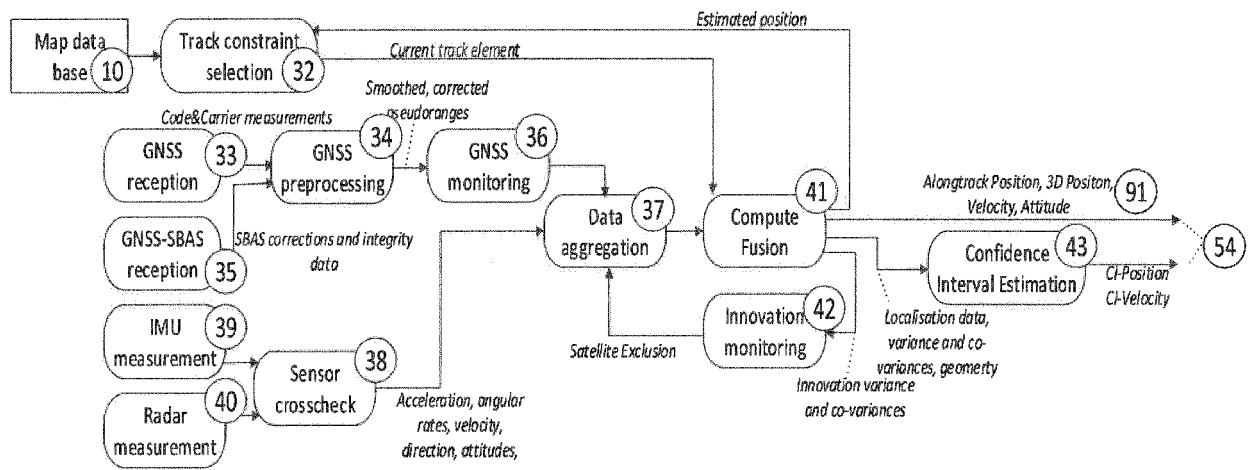 Estimated position
Map data
base 10
Track constraint
selection 32
Current track element
Smoothed, corrected
pseudoranges
Code&Carrier measurements
GNSS
reception 33
GNSS
preprocessing 34
GNSS
monitoring 36
GNSS-SBAS
reception 35
SBAS corrections and integrity
data
Data
aggregation 37
Compute
Fusion 41
Alongtrack Position, 3D Positon,
Velocity, Attitude
91
54
Confidence
Interval Estimation 43
CI-Position
CI-Velocity
IMU
measurement 39
Radar
measurement 40
Sensor
crosscheck 38
Satellite Exclusion
Innovation
monitoring 42
Localisation data,
variance and co-
variances, geomerty
Innovation variance
and co-variances
Acceleration, angular
rates, velocity,
direction, attitudes,